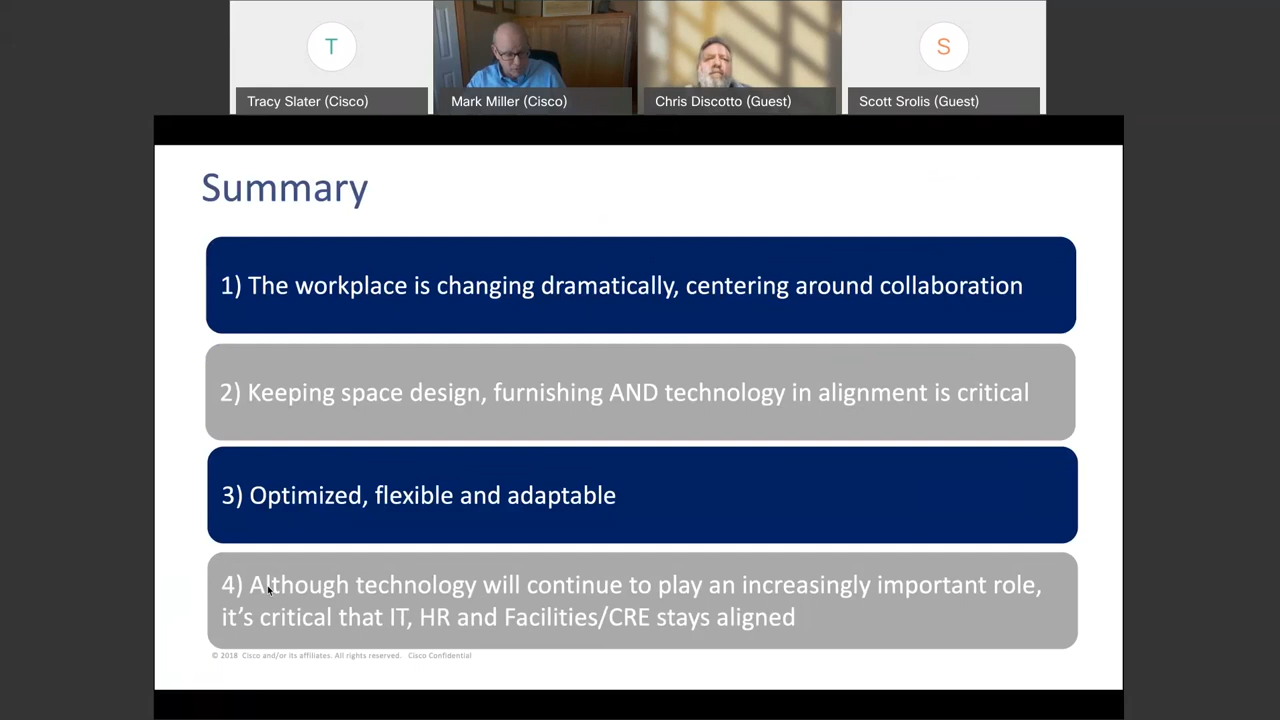 T
S
Tracy Slater (Cisco)
Mark Miller (Cisco)
Chris Discotto (Guest)
Scott Srolis (Guest)
Summary
1) The workplace is changing dramatically, centering around collaboration
2) Keeping space design, furnishing AND technology in alignment is critical
3) Optimized, flexible and adaptable
4) Although technology will continue to play an increasingly important role,
it's critical that IT, HR and Facilities/CRE stays aligned
© 2018 Cisco and/or its affiliates. All rights reserved. Cisco Confidential